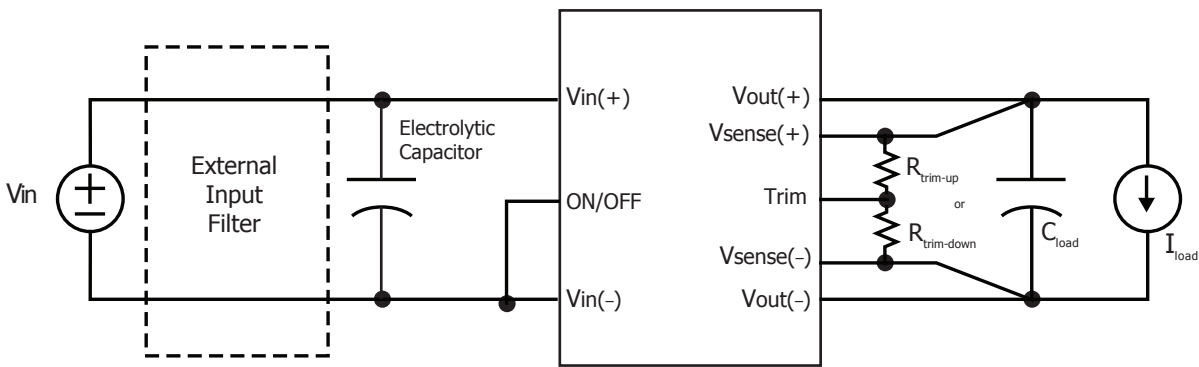 Vin
External
Input
Filter
Electrolytic
Capacitor
Vin(+)
ON/OFF
Vin(−)
Vout(+)
Vsense(+)
Trim
Vsense(−)
Vout(−)
Rtrim-up
or
Rtrim-down
Cload
Iload